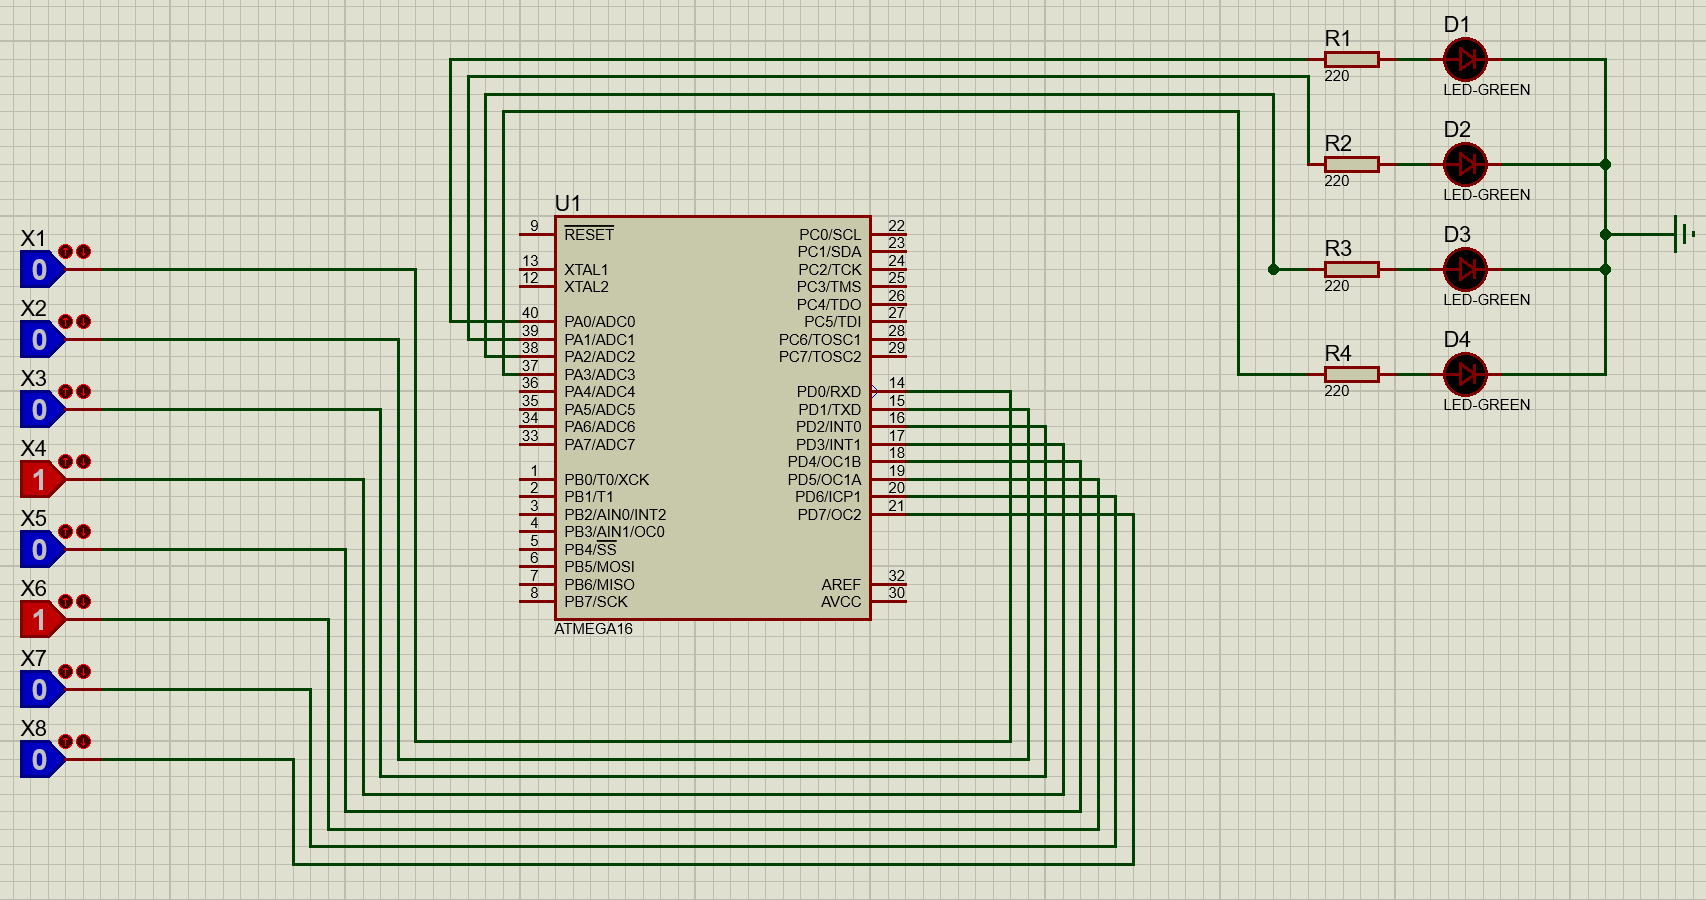 D1
R1
220
LED-GREEN
D2
R2
220
LED-GREEN
D3
R3
220
LED-GREEN
D4
R4
220
LED-GREEN
X1
0
X2
0
X3
0
X4
1
X5
0
X6
1
X7
0
X8
0
U1
9 RESET
13 XTAL1
12 XTAL2
40 PA0/ADC0
39 PA1/ADC1
38 PA2/ADC2
37 PA3/ADC3
36 PA4/ADC4
35 PA5/ADC5
34 PA6/ADC6
33 PA7/ADC7
1 PB0/T0/XCK
2 PB1/T1
3 PB2/AIN0/INT2
4 PB3/AIN1/OC0
5 PB4/SS
6 PB5/MOSI
7 PB6/MISO
8 PB7/SCK
PC0/SCL 22
PC1/SDA 23
PC2/TCK 24
PC3/TMS 25
PC4/TDO 26
PC5/TDI 27
PC6/TOSC1 28
PC7/TOSC2 29
PD0/RXD 14
PD1/TXD 15
PD2/INT0 16
PD3/INT1 17
PD4/OC1B 18
PD5/OC1A 19
PD6/ICP1 20
PD7/OC2 21
AREF 32
AVCC 30
ATMEGA16